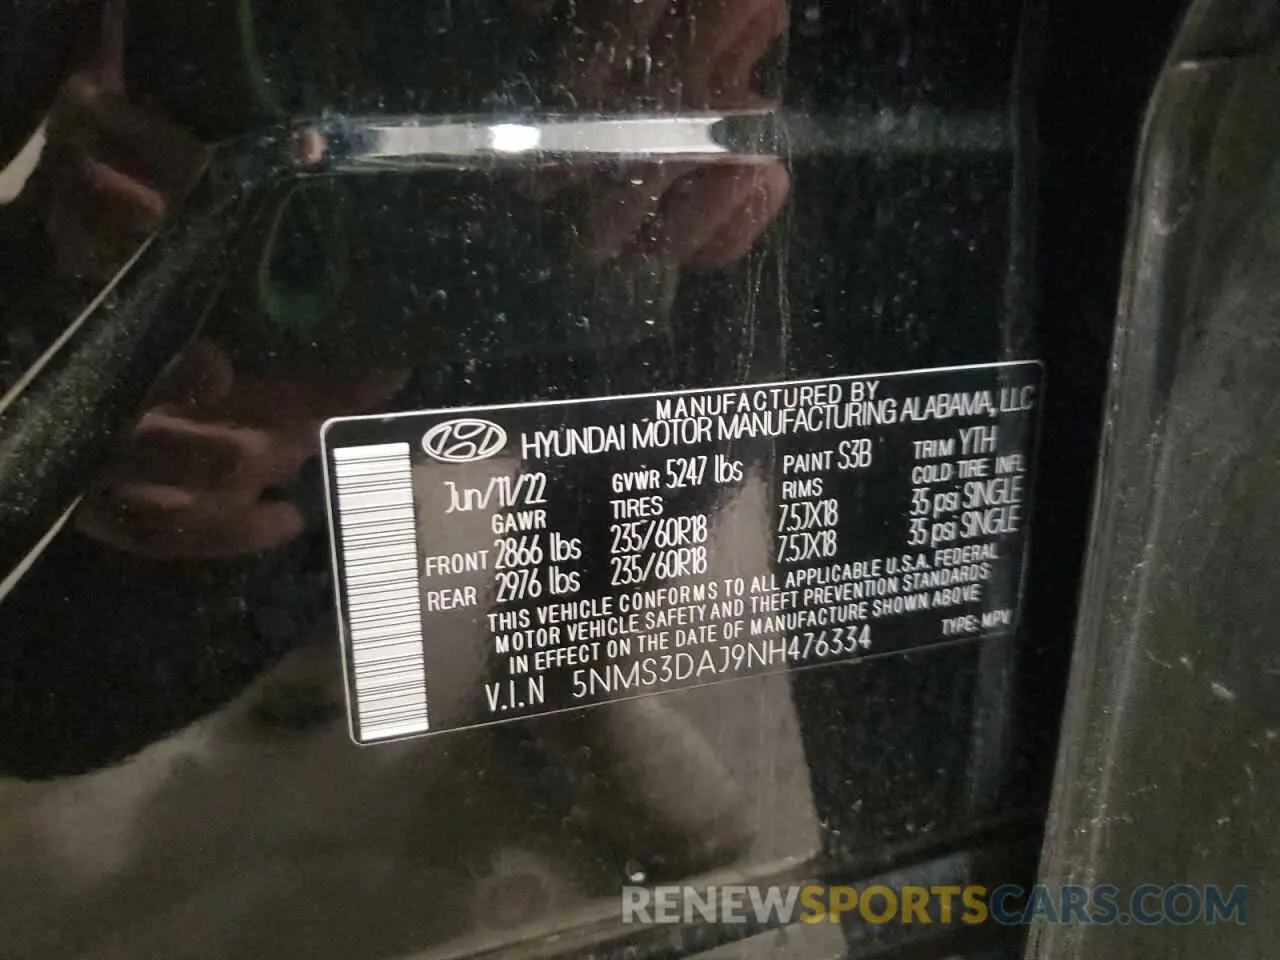 MANUFACTURED BY
HYUNDAI MOTOR MANUFACTURING ALABAMA, LLC
Jun/11/22 GVWR 5247 lbs PAINT S3B TRIM YTH
GAWR TIRES RIMS COLD TIRE INFL
FRONT 2866 lbs 235/60R18 7.5JX18 35 psi SINGLE
REAR 2976 lbs 235/60R18 7.5JX18 35 psi SINGLE
THIS VEHICLE CONFORMS TO ALL APPLICABLE U.S.A. FEDERAL
MOTOR VEHICLE SAFETY AND THEFT PREVENTION STANDARDS
IN EFFECT ON THE DATE OF MANUFACTURE SHOWN ABOVE
V.I.N 5NMS3DAJ9NH476334 TYPE: MPV
RENEWSPORTSCARS.COM